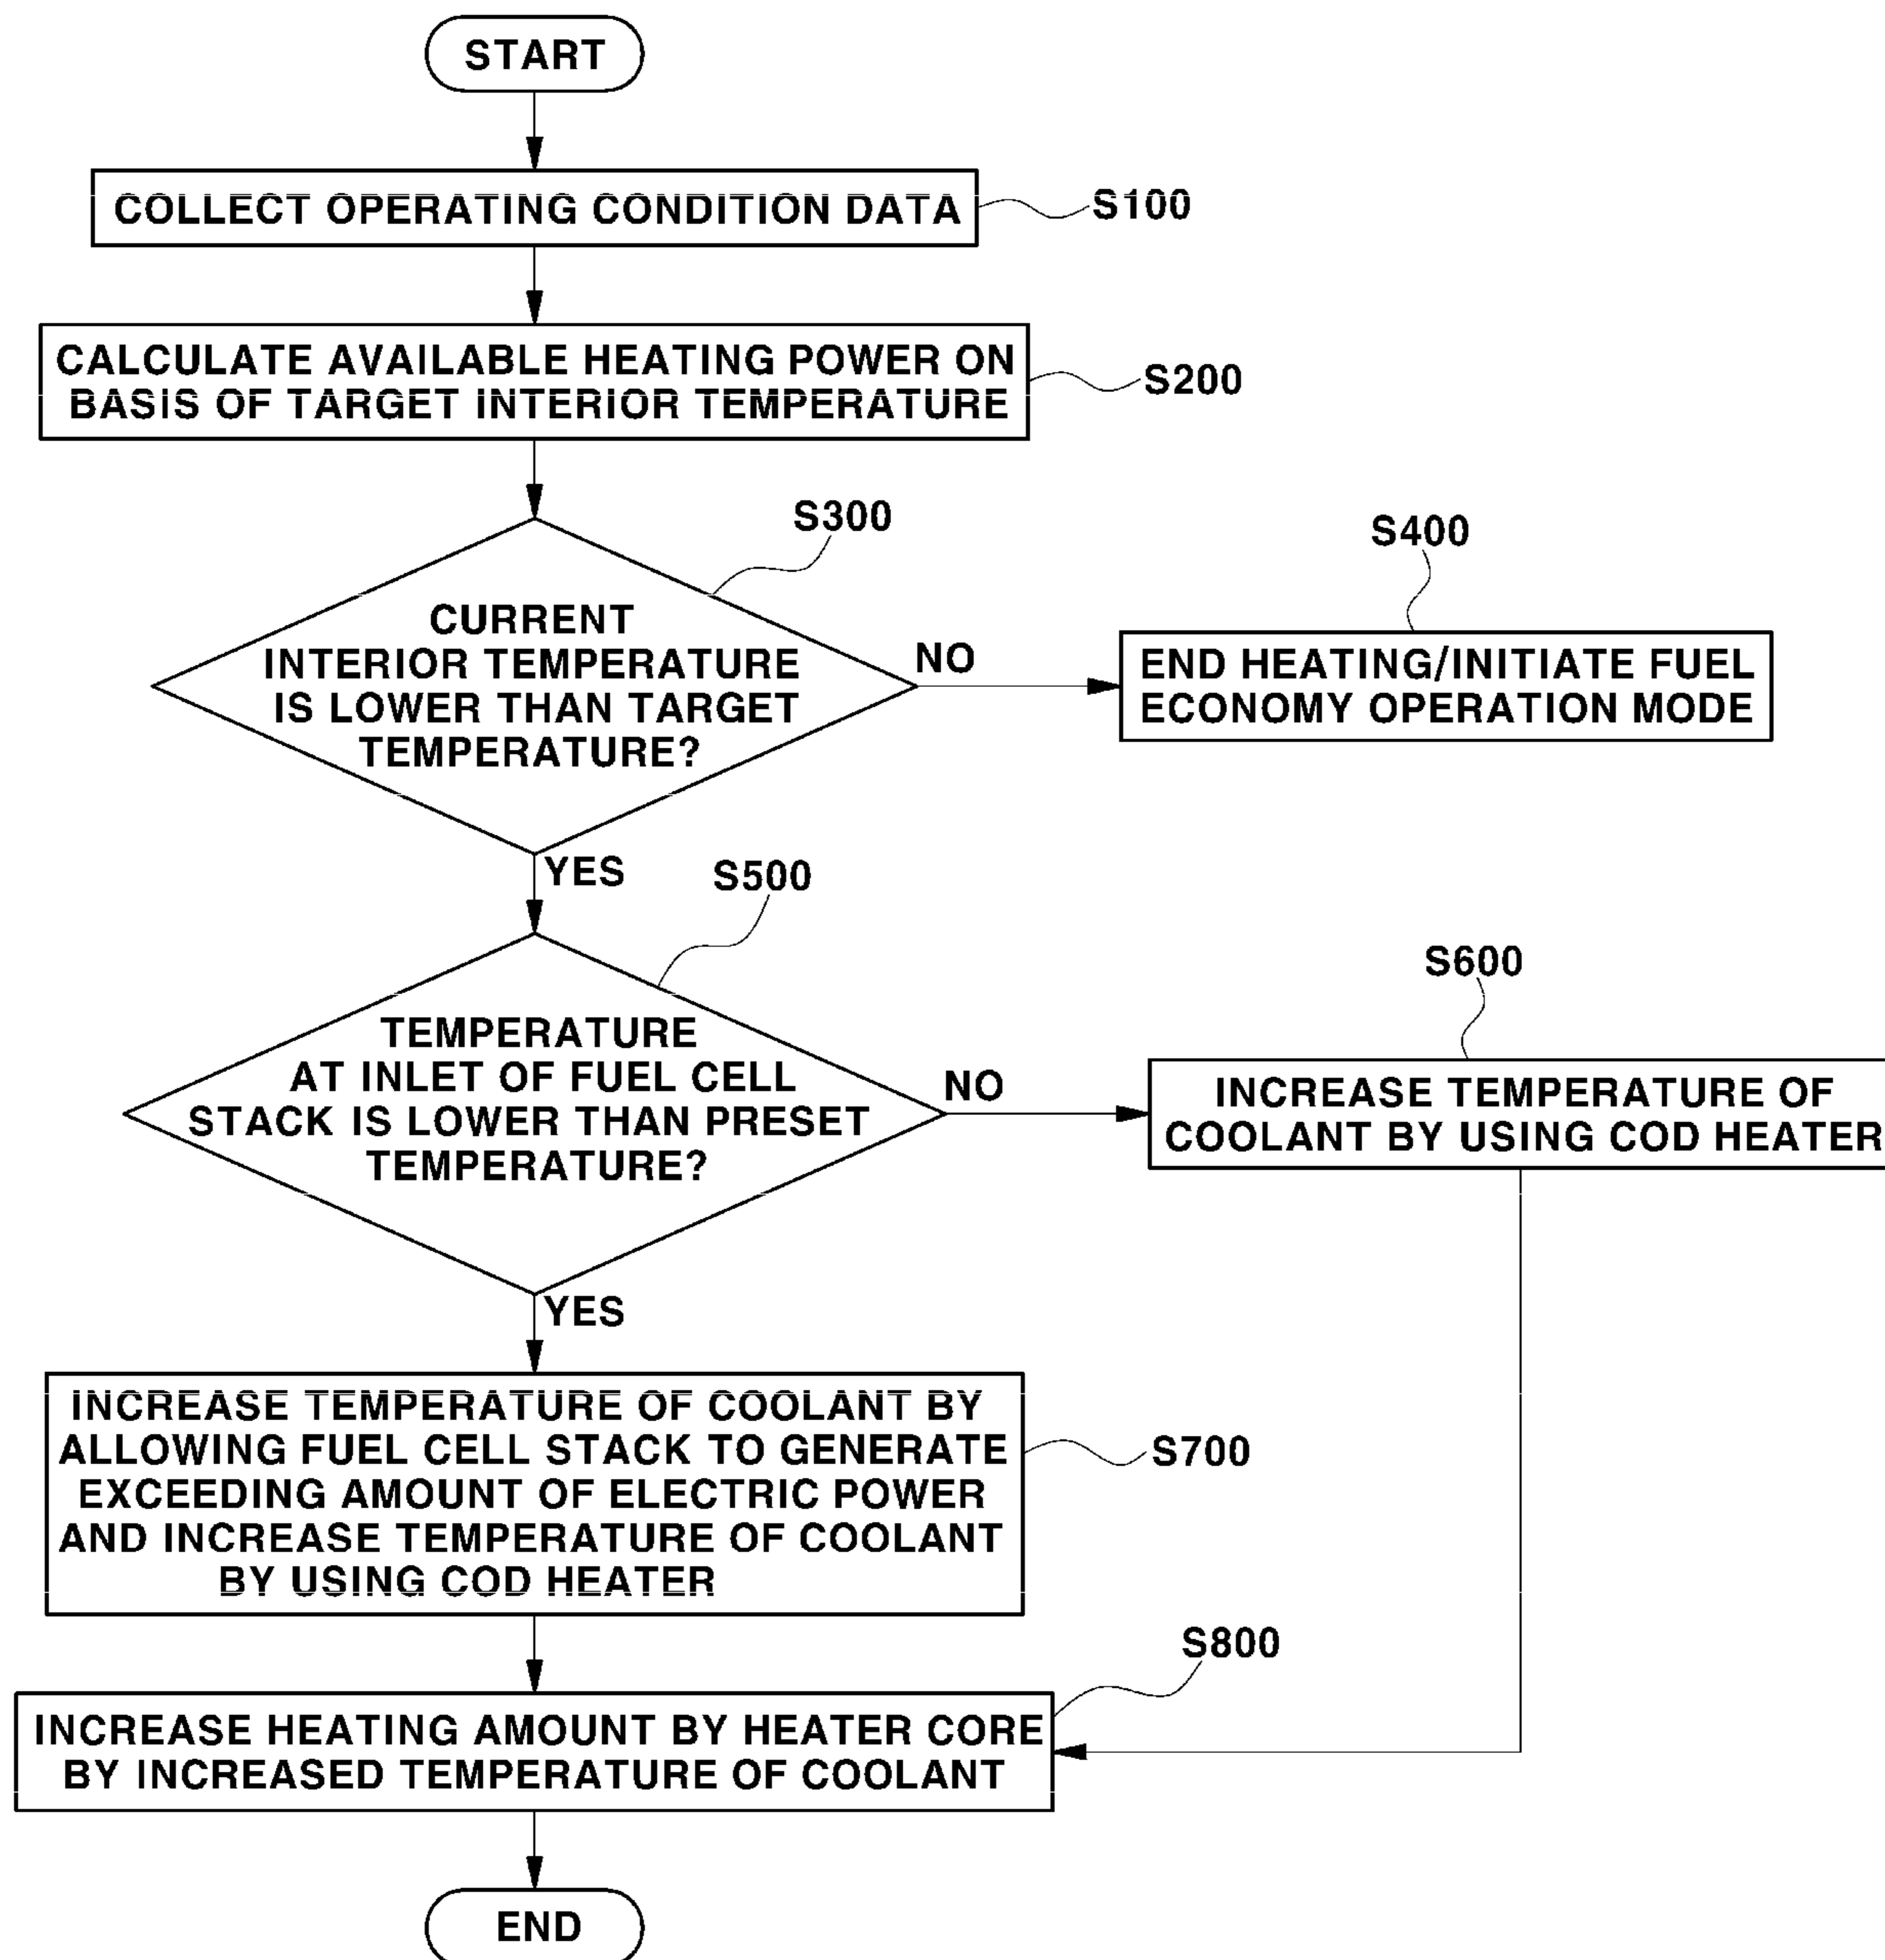 START
COLLECT OPERATING CONDITION DATA
S100
CALCULATE AVAILABLE HEATING POWER ON
BASIS OF TARGET INTERIOR TEMPERATURE
S200
S300
CURRENT
INTERIOR TEMPERATURE
IS LOWER THAN TARGET
TEMPERATURE?
NO
S400
END HEATING/INITIATE FUEL
ECONOMY OPERATION MODE
YES
S500
TEMPERATURE
AT INLET OF FUEL CELL
STACK IS LOWER THAN PRESET
TEMPERATURE?
NO
S600
INCREASE TEMPERATURE OF
COOLANT BY USING COD HEATER
YES
INCREASE TEMPERATURE OF COOLANT BY
ALLOWING FUEL CELL STACK TO GENERATE
EXCEEDING AMOUNT OF ELECTRIC POWER
AND INCREASE TEMPERATURE OF COOLANT
BY USING COD HEATER
S700
S800
INCREASE HEATING AMOUNT BY HEATER CORE
BY INCREASED TEMPERATURE OF COOLANT
END